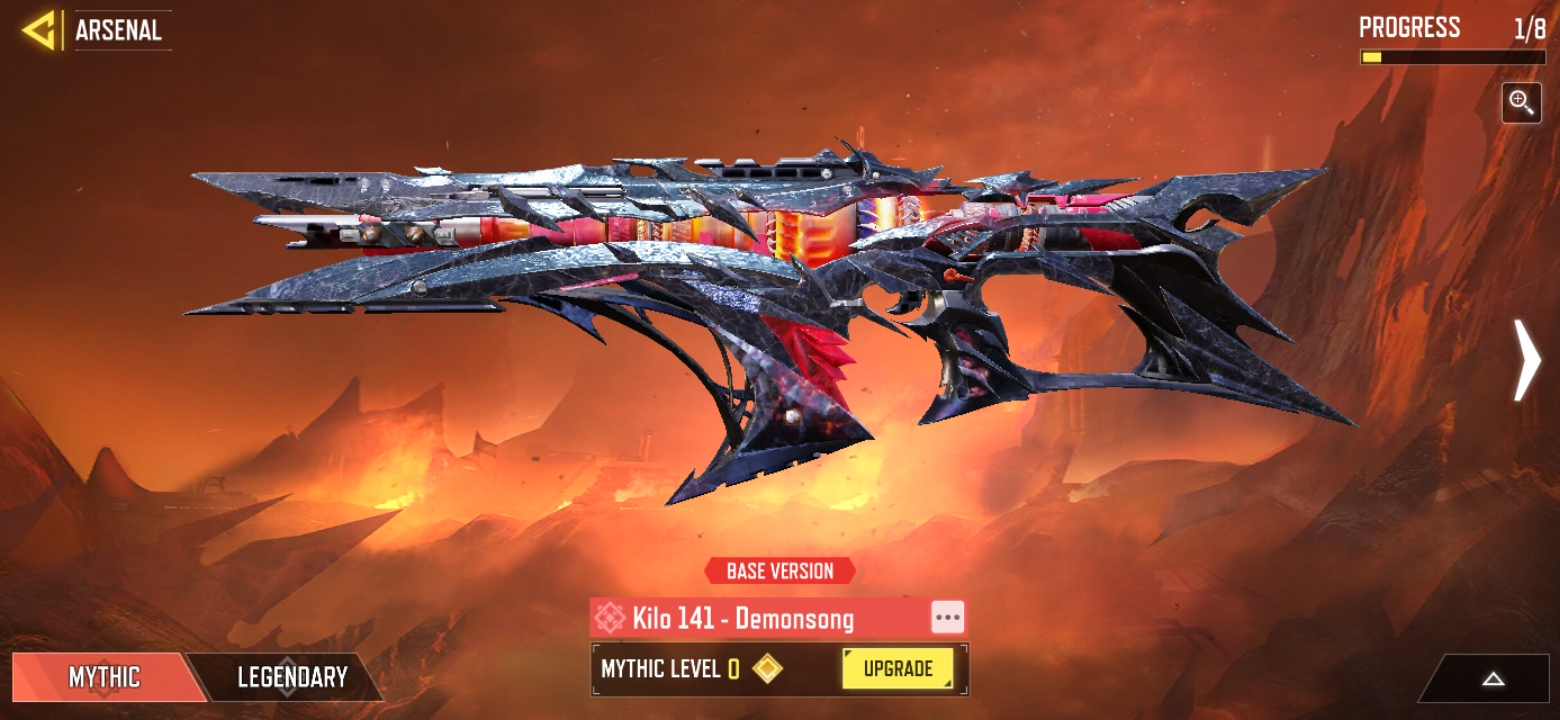 ARSENAL
PROGRESS 1/8
BASE VERSION
Kilo 141 - Demonsong
MYTHIC LEVEL 0
UPGRADE
MYTHIC
LEGENDARY